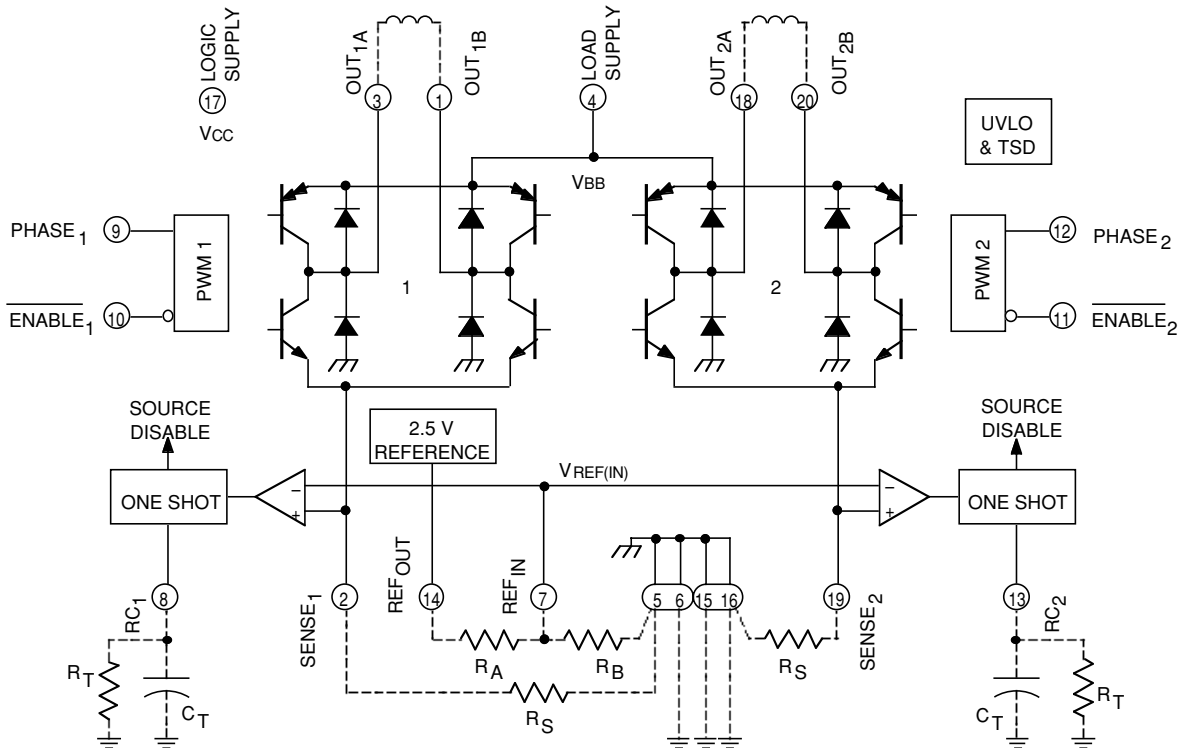 LOGIC
SUPPLY
17
VCC
OUT1A
3
OUT1B
1
LOAD
SUPPLY
4
OUT2A
18
OUT2B
20
UVLO
& TSD
VBB
PHASE1
9
ENABLE1
10
PWM 1
1
2
PWM 2
12
PHASE2
11
ENABLE2
SOURCE
DISABLE
ONE SHOT
–
+
2.5 V
REFERENCE
VREF(IN)
–
+
SOURCE
DISABLE
ONE SHOT
RC1
8
SENSE1
2
REFOUT
14
REFIN
7
5
6
15
16
19
SENSE2
13
RC2
RT
CT
RA
RB
RS
RS
CT
RT